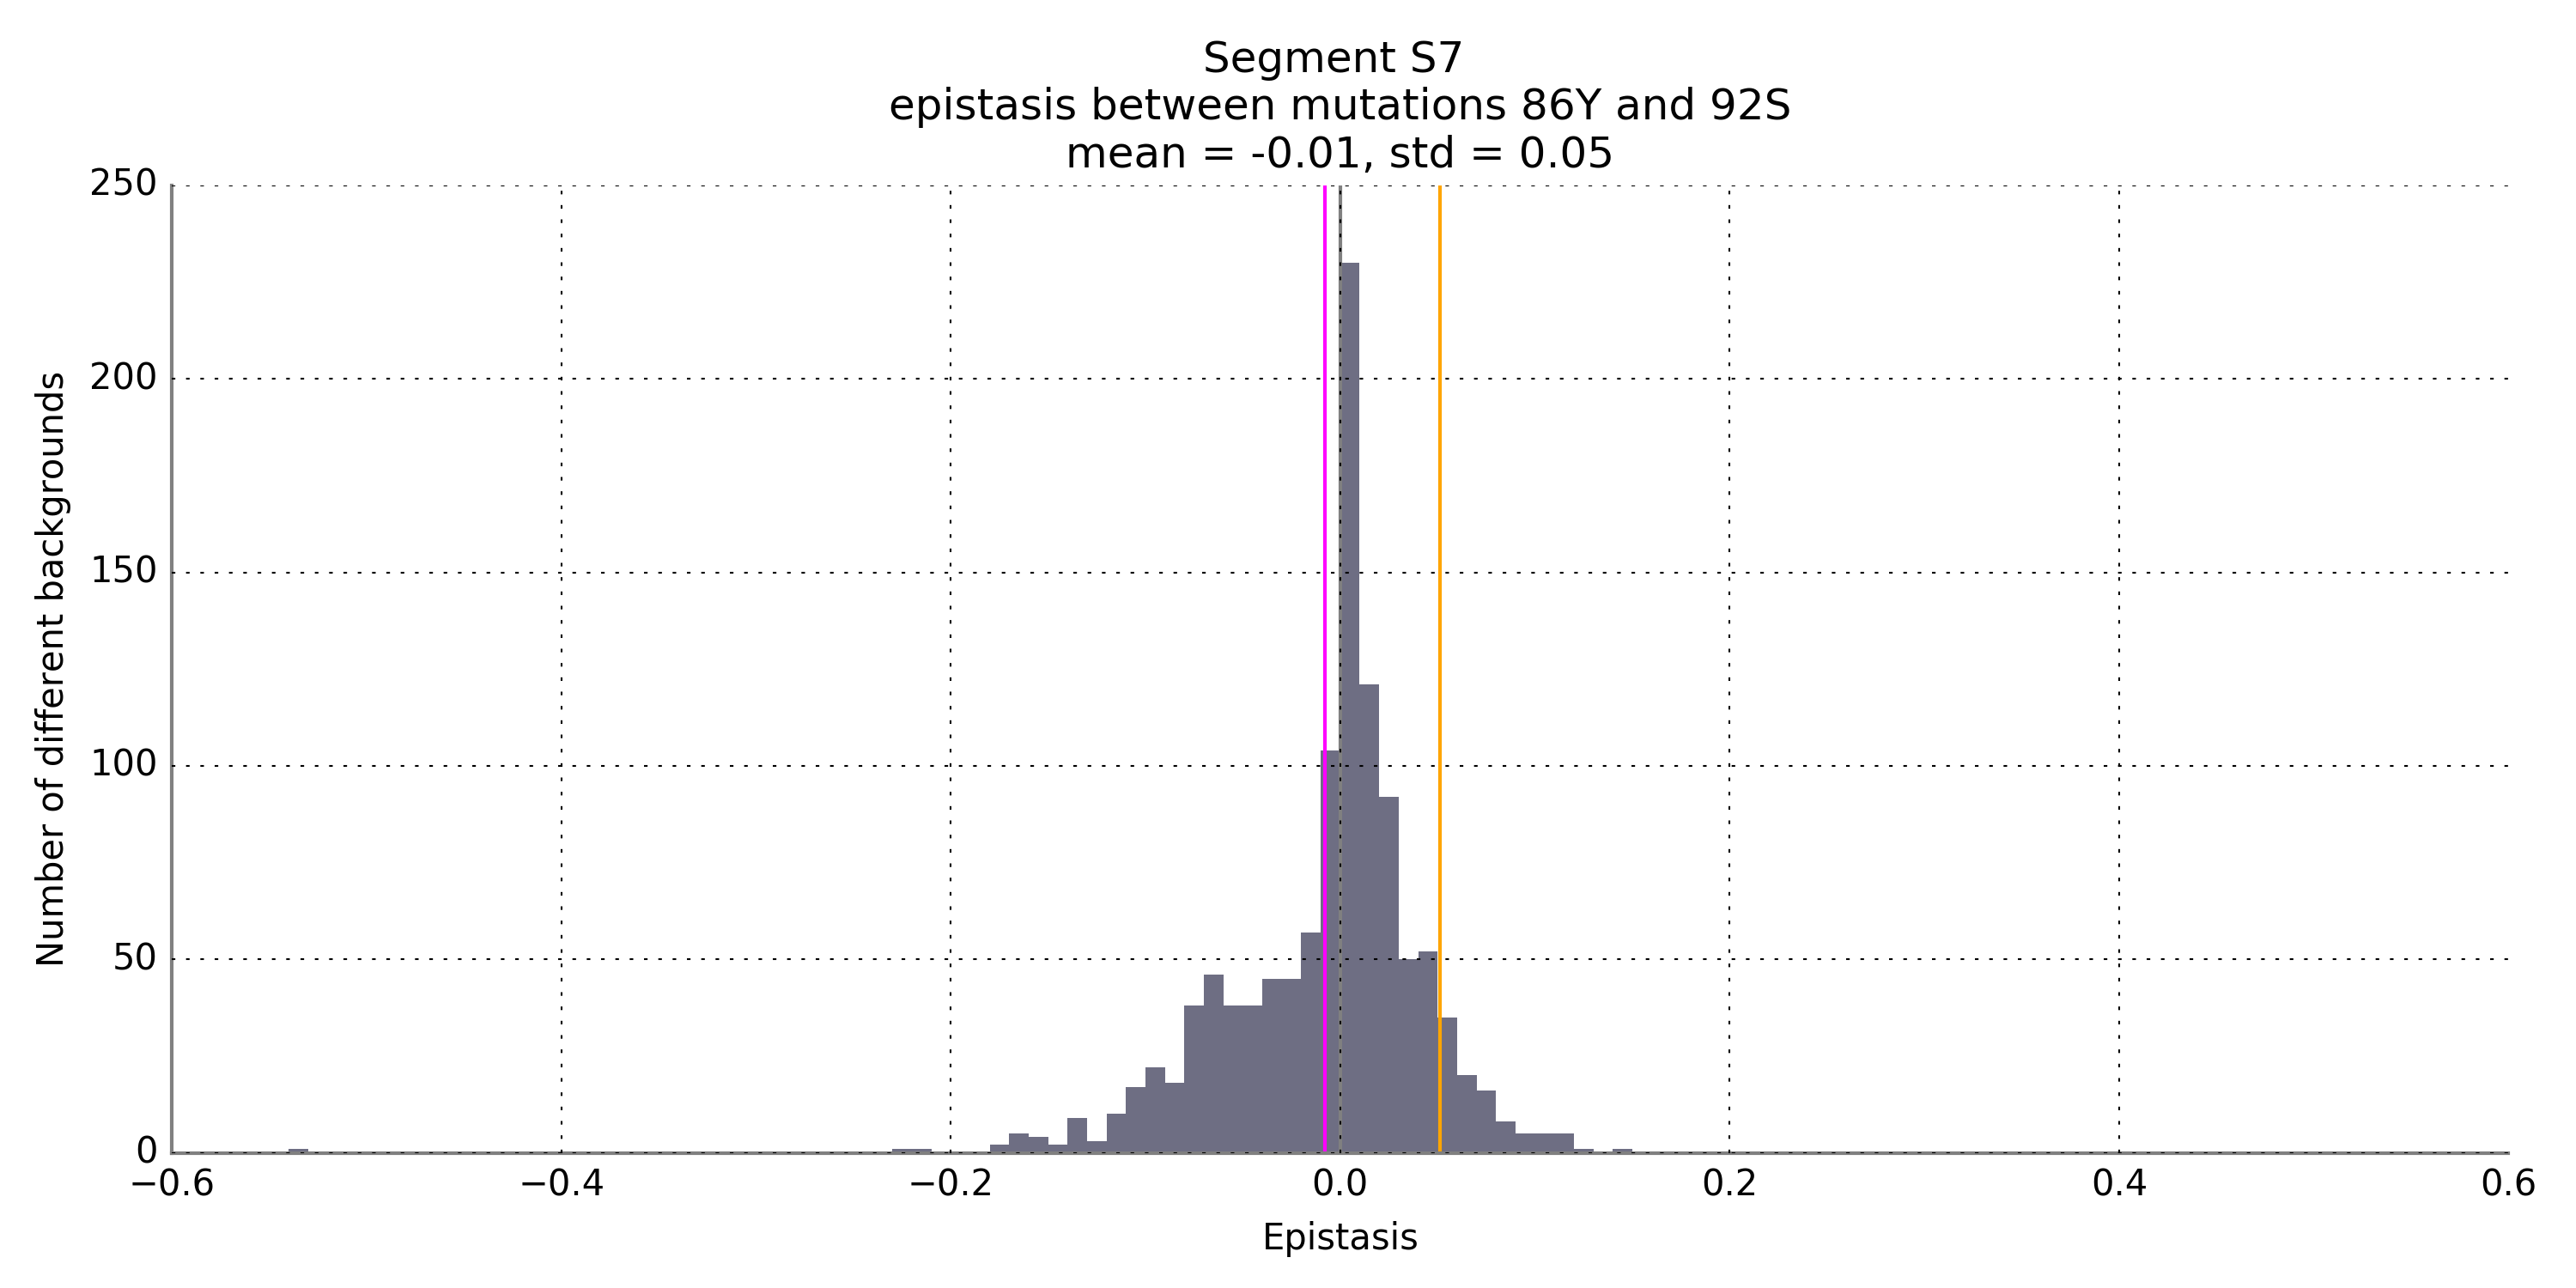 Segment S7
epistasis between mutations 86Y and 92S
mean = -0.01, std = 0.05
250
200
150
100
50
0
Number of different backgrounds
−0.6 −0.4 −0.2 0.0 0.2 0.4 0.6
Epistasis